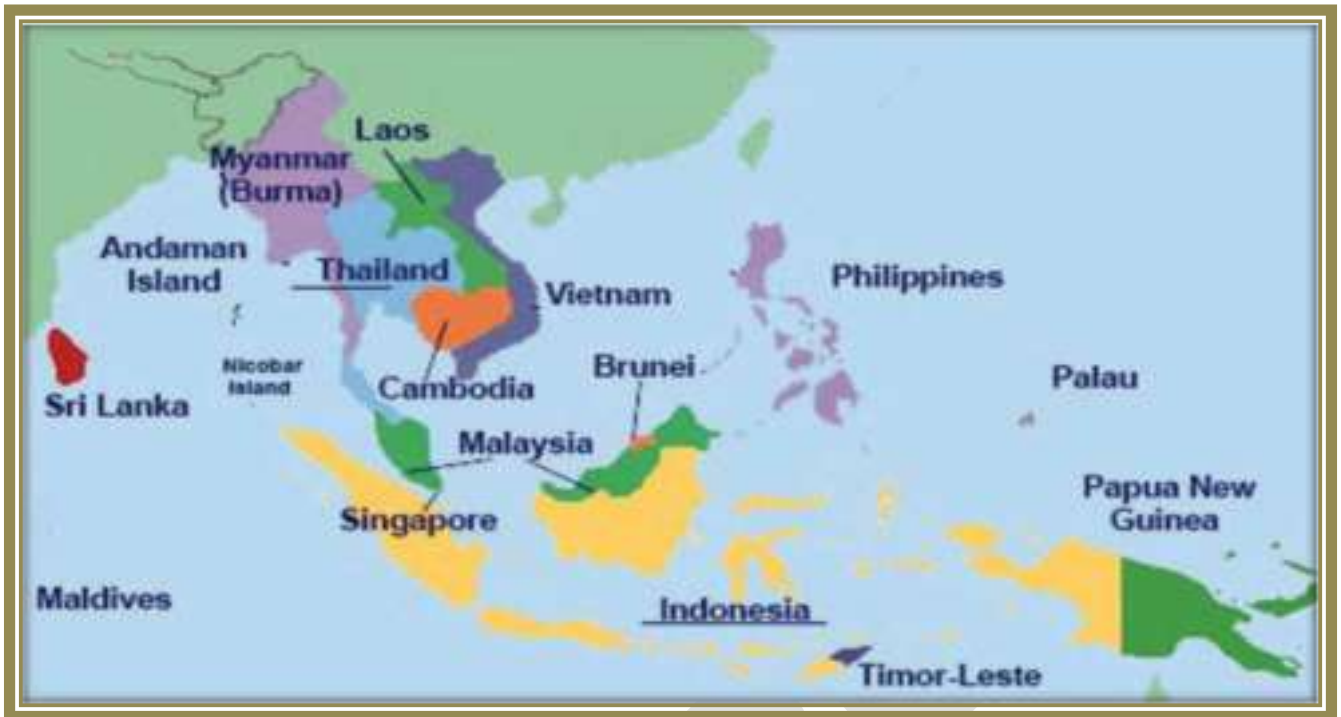 Laos
Myanmar
(Burma)
Andaman
Island
Thailand
Philippines
Vietnam
Nicobar
Island
Brunei
Cambodia
Palau
Sri Lanka
Malaysia
Papua New
Guinea
Singapore
Maldives
Indonesia
Timor-Leste